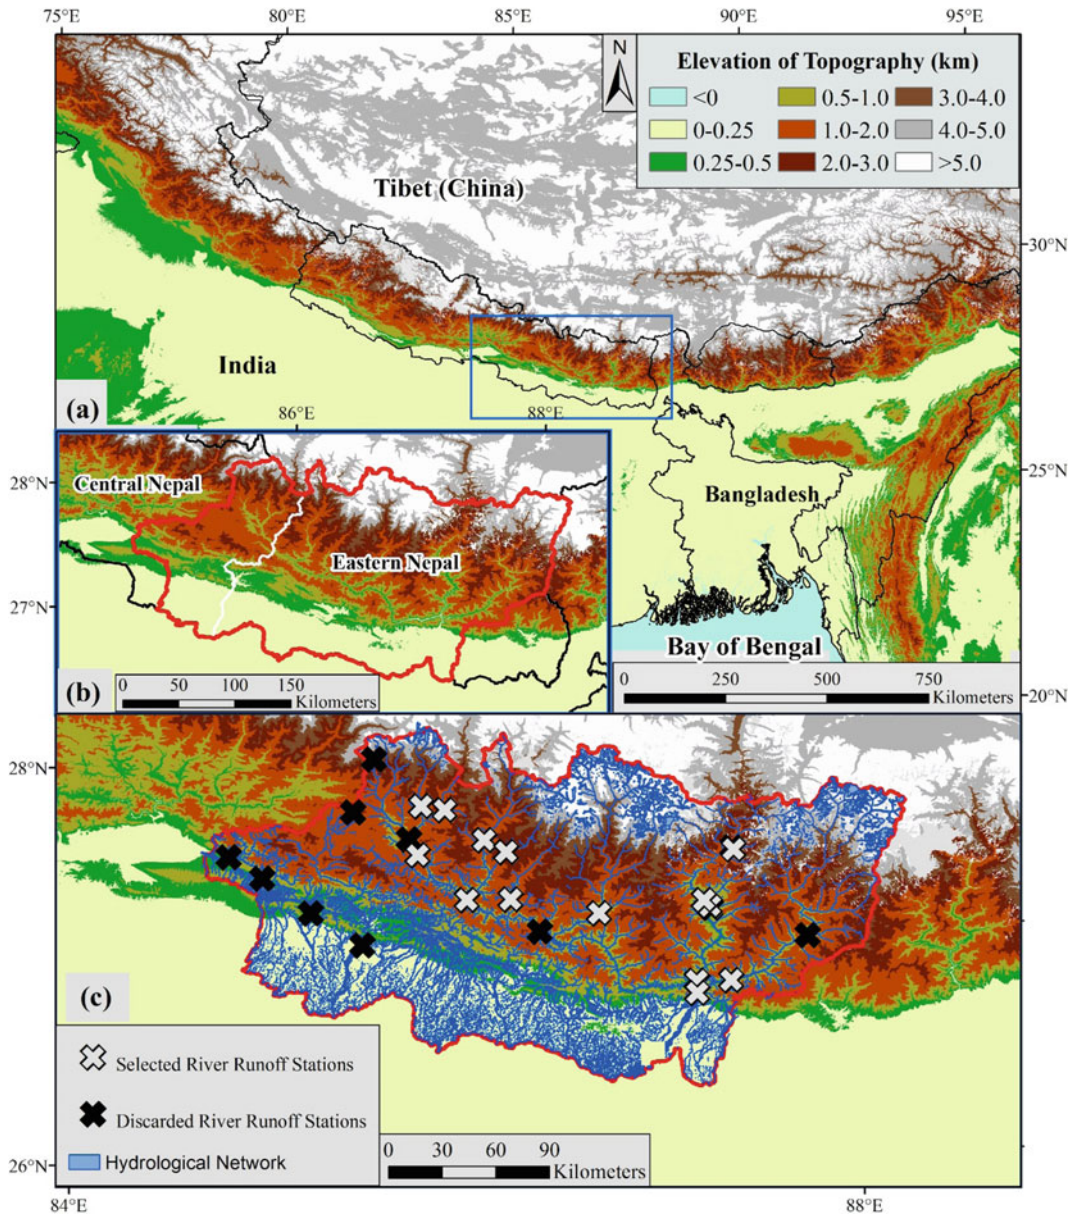 75°E 80°E 85°E 90°E 95°E
N
Elevation of Topography (km)
<0 0.5-1.0 3.0-4.0
0-0.25 1.0-2.0 4.0-5.0
0.25-0.5 2.0-3.0 >5.0
Tibet (China)
30°N
India
(a)
86°E 88°E
25°N
28°N
Central Nepal
Bangladesh
Eastern Nepal
27°N
Bay of Bengal
(b)
0 50 100 150
Kilometers
0 250 500 750
Kilometers
20°N
28°N
(c)
Selected River Runoff Stations
Discarded River Runoff Stations
Hydrological Network
0 30 60 90
Kilometers
26°N
84°E 88°E